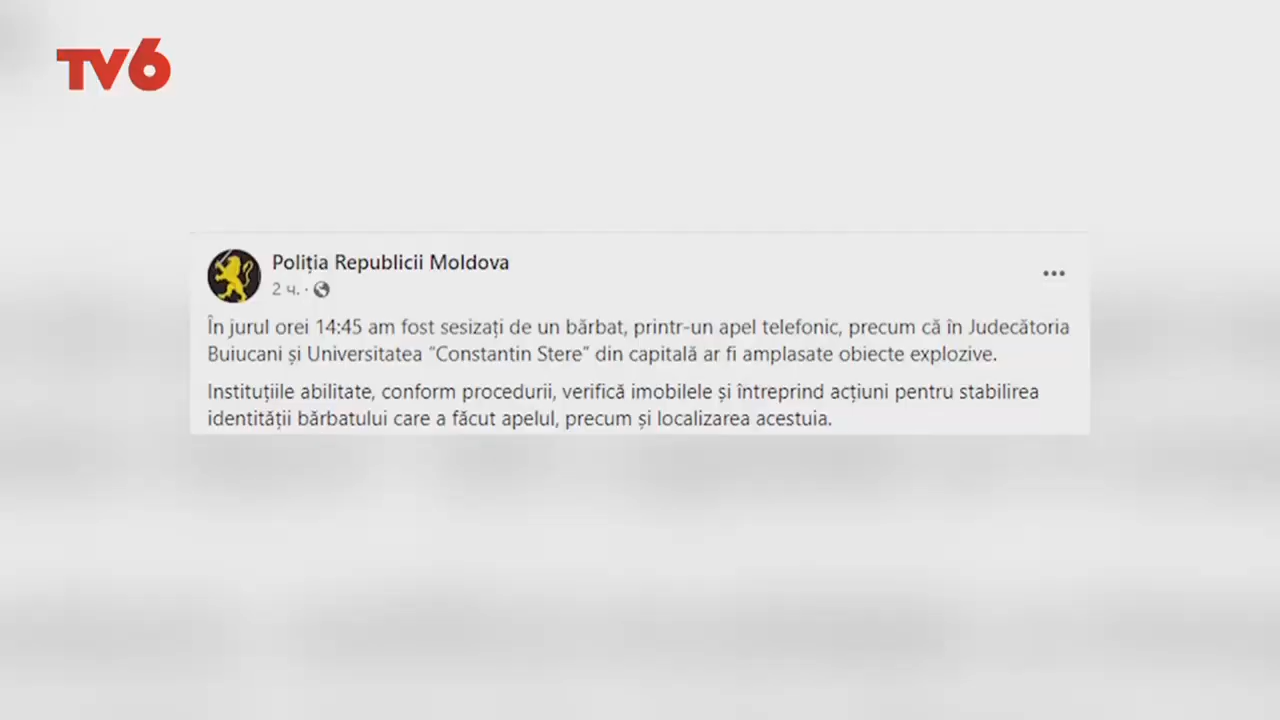 TV6
Poliția Republicii Moldova
2 ч. ·
În jurul orei 14:45 am fost sesizați de un bărbat, printr-un apel telefonic, precum că în Judecătoria
Buiucani și Universitatea “Constantin Stere” din capitală ar fi amplasate obiecte explozive.
Instituțiile abilitate, conform procedurii, verifică imobilele și întreprind acțiuni pentru stabilirea
identității bărbatului care a făcut apelul, precum și localizarea acestuia.